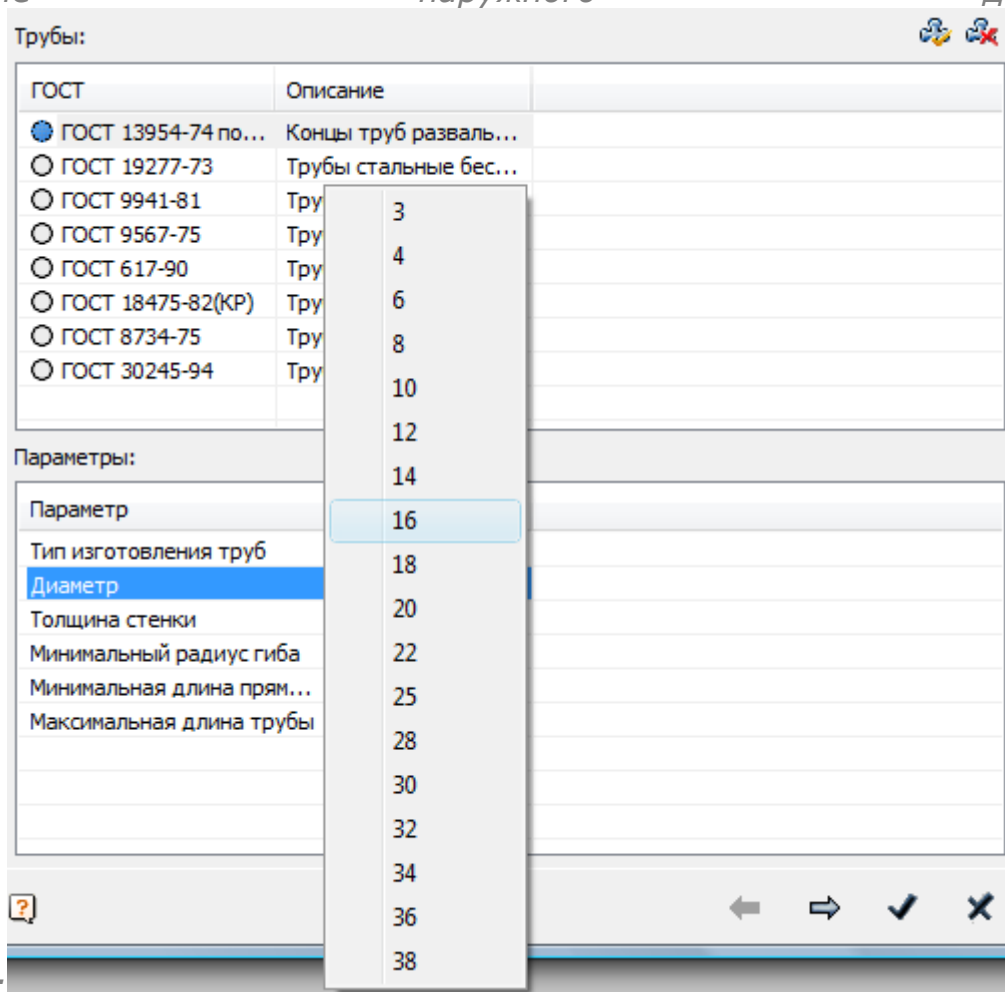 наружного
Трубы:
ГОСТ Описание
ГОСТ 13954-74 по... Концы труб разваль...
ГОСТ 19277-73 Трубы стальные бес...
ГОСТ 9941-81 Тру
ГОСТ 9567-75 Тру
ГОСТ 617-90 Тру
ГОСТ 18475-82(КР) Тру
ГОСТ 8734-75 Тру
ГОСТ 30245-94 Тру
Параметры:
Параметр
Тип изготовления труб
Диаметр
Толщина стенки
Минимальный радиус гиба
Минимальная длина прям...
Максимальная длина трубы
3
4
6
8
10
12
14
16
18
20
22
25
28
30
32
34
36
38